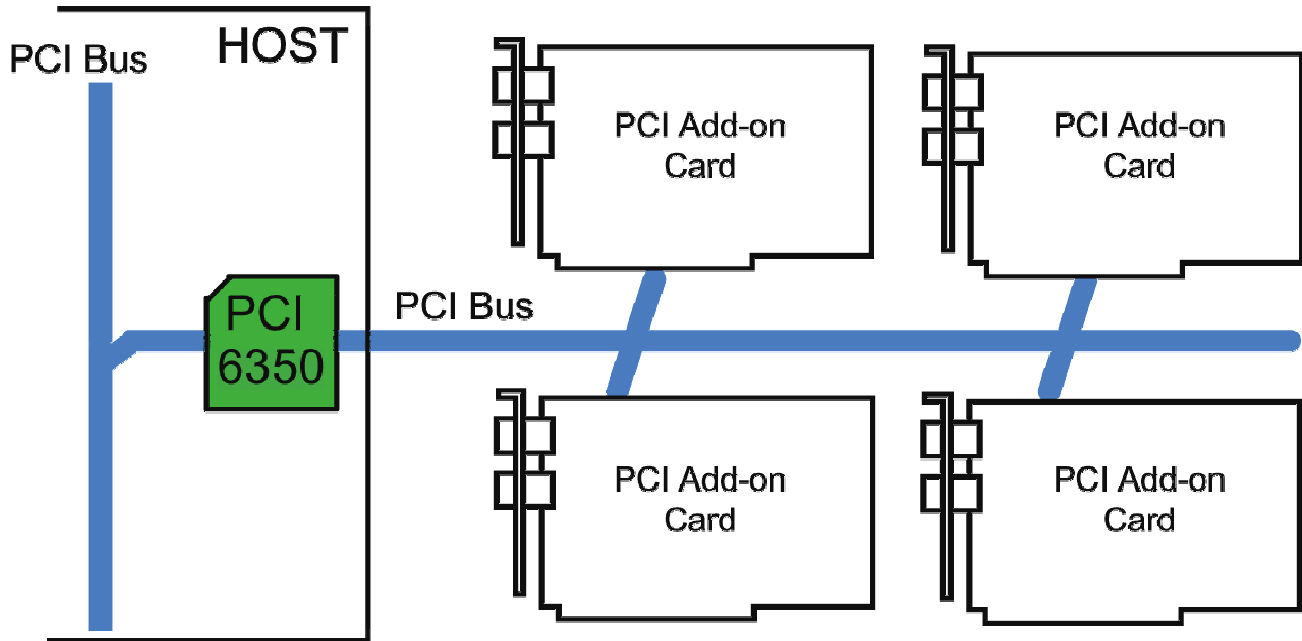 HOST
PCI Bus
PCI Add-on
Card
PCI Add-on
Card
PCI
6350
PCI Bus
PCI Add-on
Card
PCI Add-on
Card